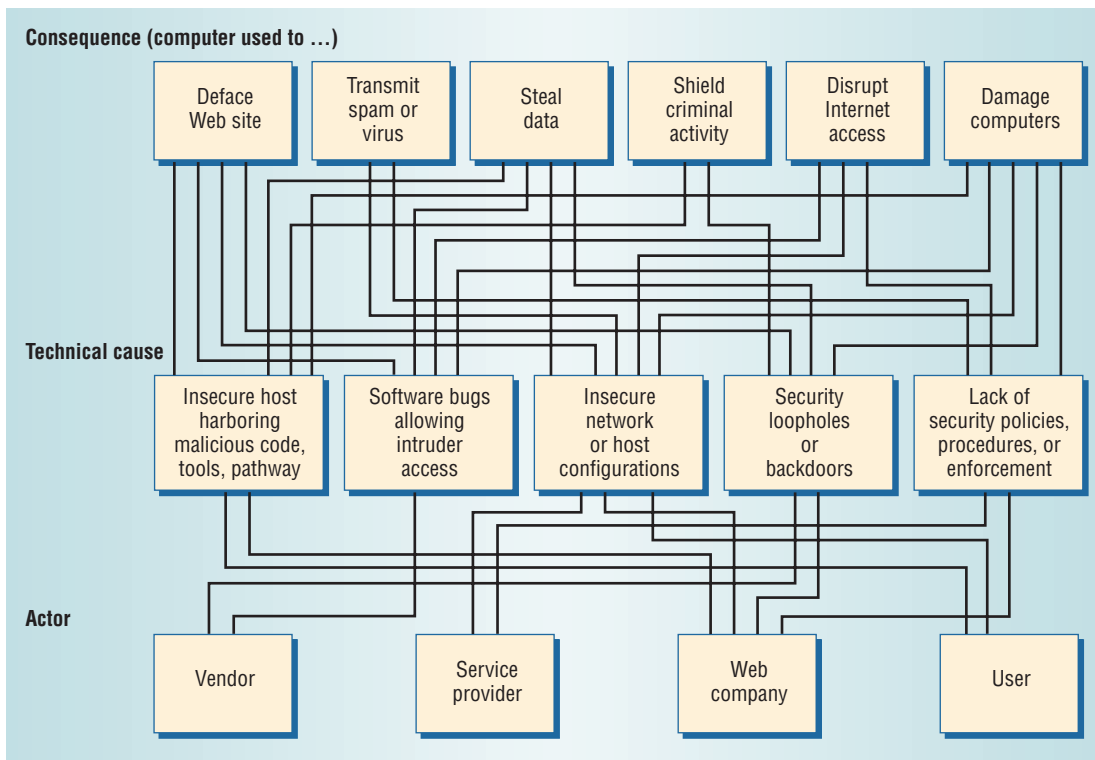 Consequence (computer used to …)
Deface
Web site
Transmit
spam or
virus
Steal
data
Shield
criminal
activity
Disrupt
Internet
access
Damage
computers
Technical cause
Insecure host
harboring
malicious code,
tools, pathway
Software bugs
allowing
intruder
access
Insecure
network
or host
configurations
Security
loopholes
or
backdoors
Lack of
security policies,
procedures, or
enforcement
Actor
Vendor
Service
provider
Web
company
User